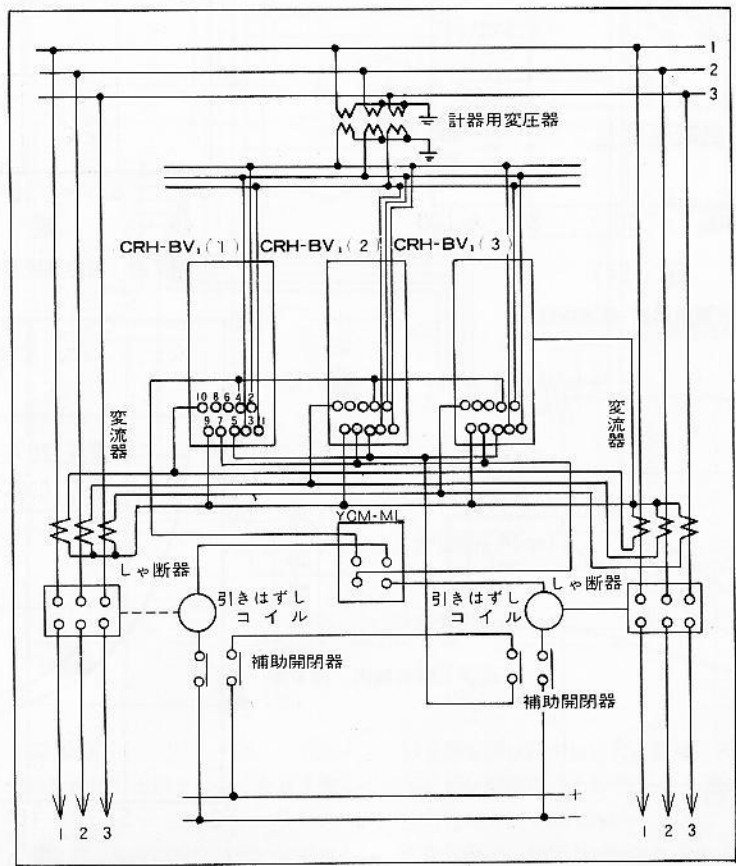 1
2
3
計器用変圧器
CRH-BV₁(1)
CRH-BV₁(2)
CRH-BV₁(3)
10 8 6 4 2
9 7 5 3 1
変流器
変流器
YCM-MI
しゃ断器
引きはずし
コイル
引きはずし
コイル
しゃ断器
補助開閉器
補助開閉器
+
−
1 2 3
1 2 3